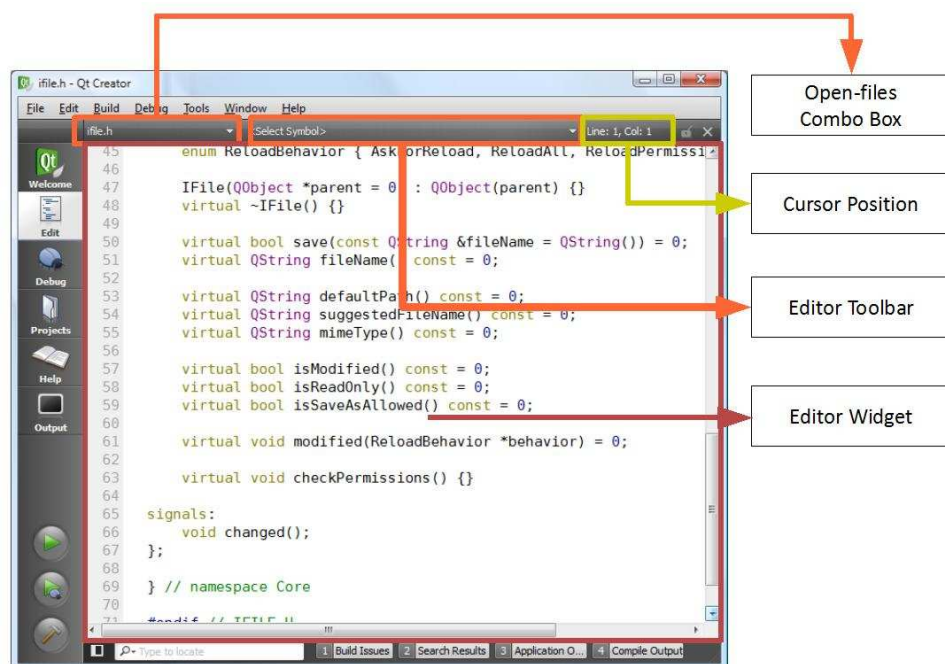 ifile.h - Qt Creator
Open-files
Combo Box
File Edit Build Debug Tools Window Help
ifile.h <Select Symbol> Line: 1, Col: 1
45 enum ReloadBehavior { AskForReload, ReloadAll, ReloadPermissi
46
Welcome
47 IFile(QObject *parent = 0) : QObject(parent) {}
48 virtual ~IFile() {}
Cursor Position
49
Edit
50 virtual bool save(const QString &fileName = QString()) = 0;
51 virtual QString fileName() const = 0;
52
Debug
53 virtual QString defaultPath() const = 0;
54 virtual QString suggestedFileName() const = 0;
Editor Toolbar
55 virtual QString mimeType() const = 0;
Projects
56
57 virtual bool isModified() const = 0;
58 virtual bool isReadOnly() const = 0;
Help
59 virtual bool isSaveAsAllowed() const = 0;
Editor Widget
60
Output
61 virtual void modified(ReloadBehavior *behavior) = 0;
62
63 virtual void checkPermissions() {}
64
65 signals:
66 void changed();
67 };
68
69 } // namespace Core
70
71 #endif // IFILE_H
Type to locate 1 Build Issues 2 Search Results 3 Application O... 4 Compile Output